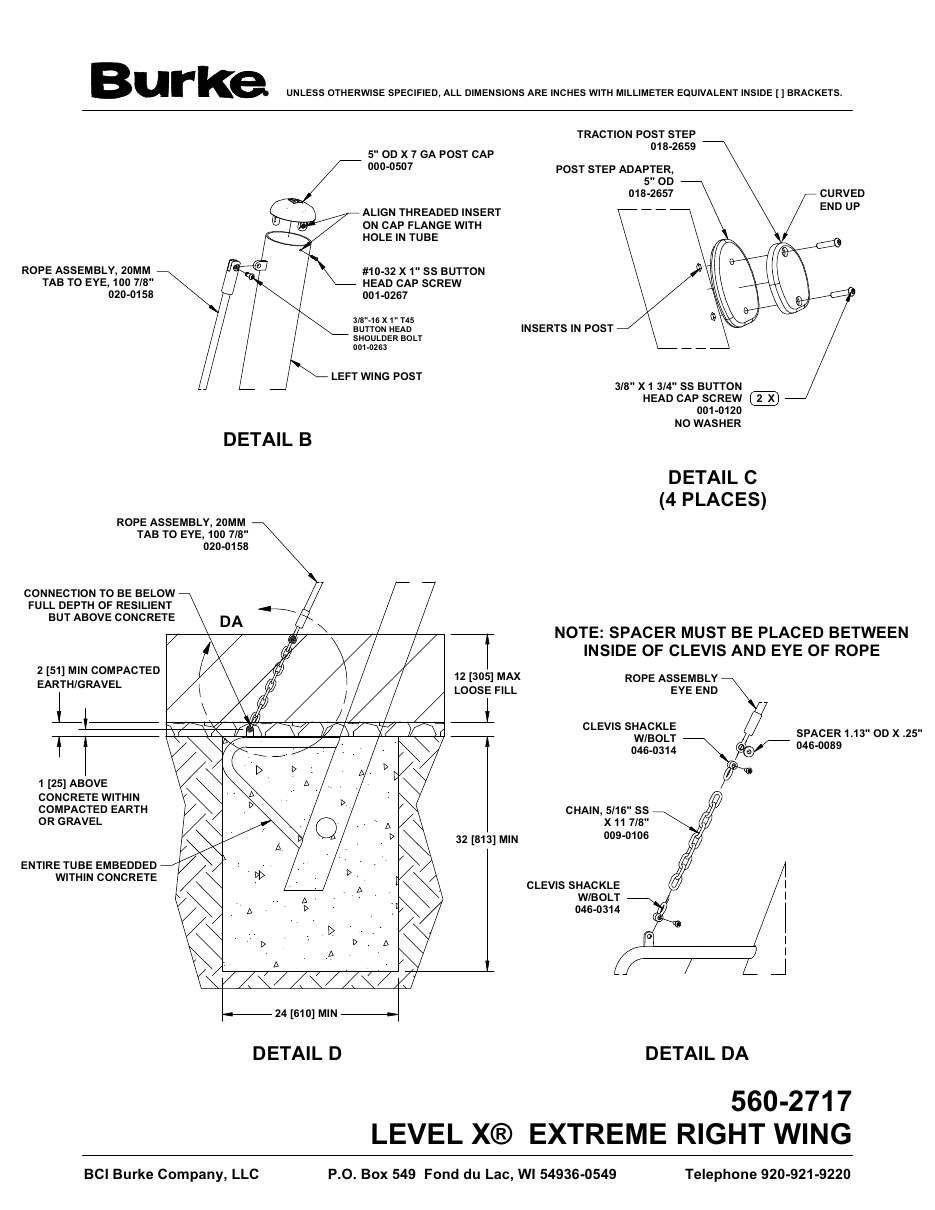 Burke
UNLESS OTHERWISE SPECIFIED, ALL DIMENSIONS ARE INCHES WITH MILLIMETER EQUIVALENT INSIDE [ ] BRACKETS.
5" OD X 7 GA POST CAP
000-0507
ALIGN THREADED INSERT
ON CAP FLANGE WITH
HOLE IN TUBE
ROPE ASSEMBLY, 20MM
TAB TO EYE, 100 7/8"
020-0158
#10-32 X 1" SS BUTTON
HEAD CAP SCREW
001-0267
3/8"-16 X 1" T45
BUTTON HEAD
SHOULDER BOLT
001-0263
LEFT WING POST
DETAIL B
TRACTION POST STEP
018-2659
POST STEP ADAPTER,
5" OD
018-2657
CURVED
END UP
INSERTS IN POST
3/8" X 1 3/4" SS BUTTON
HEAD CAP SCREW
001-0120
NO WASHER
2 X
DETAIL C
(4 PLACES)
ROPE ASSEMBLY, 20MM
TAB TO EYE, 100 7/8"
020-0158
CONNECTION TO BE BELOW
FULL DEPTH OF RESILIENT
BUT ABOVE CONCRETE
DA
2 [51] MIN COMPACTED
EARTH/GRAVEL
12 [305] MAX
LOOSE FILL
1 [25] ABOVE
CONCRETE WITHIN
COMPACTED EARTH
OR GRAVEL
32 [813] MIN
ENTIRE TUBE EMBEDDED
WITHIN CONCRETE
24 [610] MIN
DETAIL D
NOTE: SPACER MUST BE PLACED BETWEEN
INSIDE OF CLEVIS AND EYE OF ROPE
ROPE ASSEMBLY
EYE END
CLEVIS SHACKLE
W/BOLT
046-0314
SPACER 1.13" OD X .25"
046-0089
CHAIN, 5/16" SS
X 11 7/8"
009-0106
CLEVIS SHACKLE
W/BOLT
046-0314
DETAIL DA
560-2717
LEVEL X® EXTREME RIGHT WING
BCI Burke Company, LLC
P.O. Box 549 Fond du Lac, WI 54936-0549
Telephone 920-921-9220